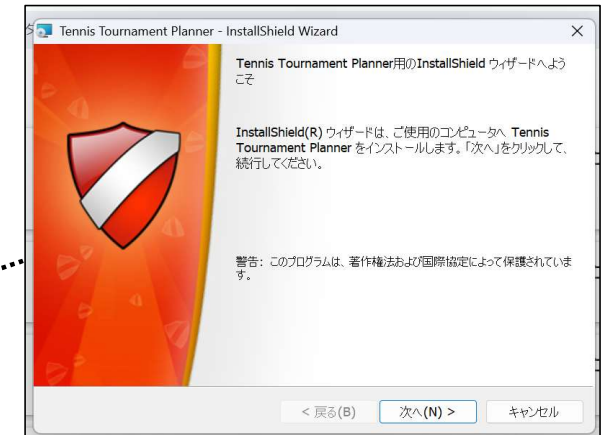 Tennis Tournament Planner - InstallShield Wizard
Tennis Tournament Planner用のInstallShield ウィザードへよう
こそ
InstallShield(R) ウィザードは、ご使用のコンピュータへ Tennis
Tournament Planner をインストールします。「次へ」をクリックして、
続行してください。
警告: このプログラムは、著作権法および国際協定によって保護されていま
す。
< 戻る(B)
次へ(N) >
キャンセル